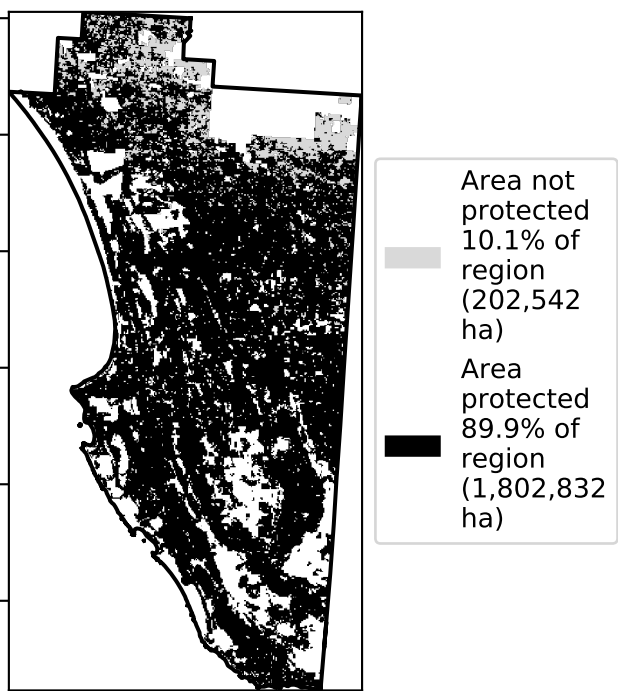 Area not
protected
10.1% of
region
(202,542
ha)
Area
protected
89.9% of
region
(1,802,832
ha)